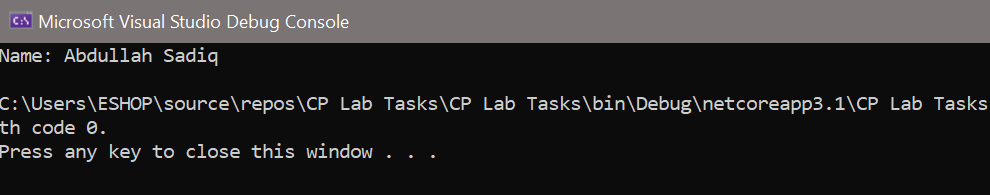 Microsoft Visual Studio Debug Console
Name: Abdullah Sadiq
C:\Users\ESHOP\source\repos\CP Lab Tasks\CP Lab Tasks\bin\Debug\netcoreapp3.1\CP Lab Tasks
th code 0.
Press any key to close this window . . .